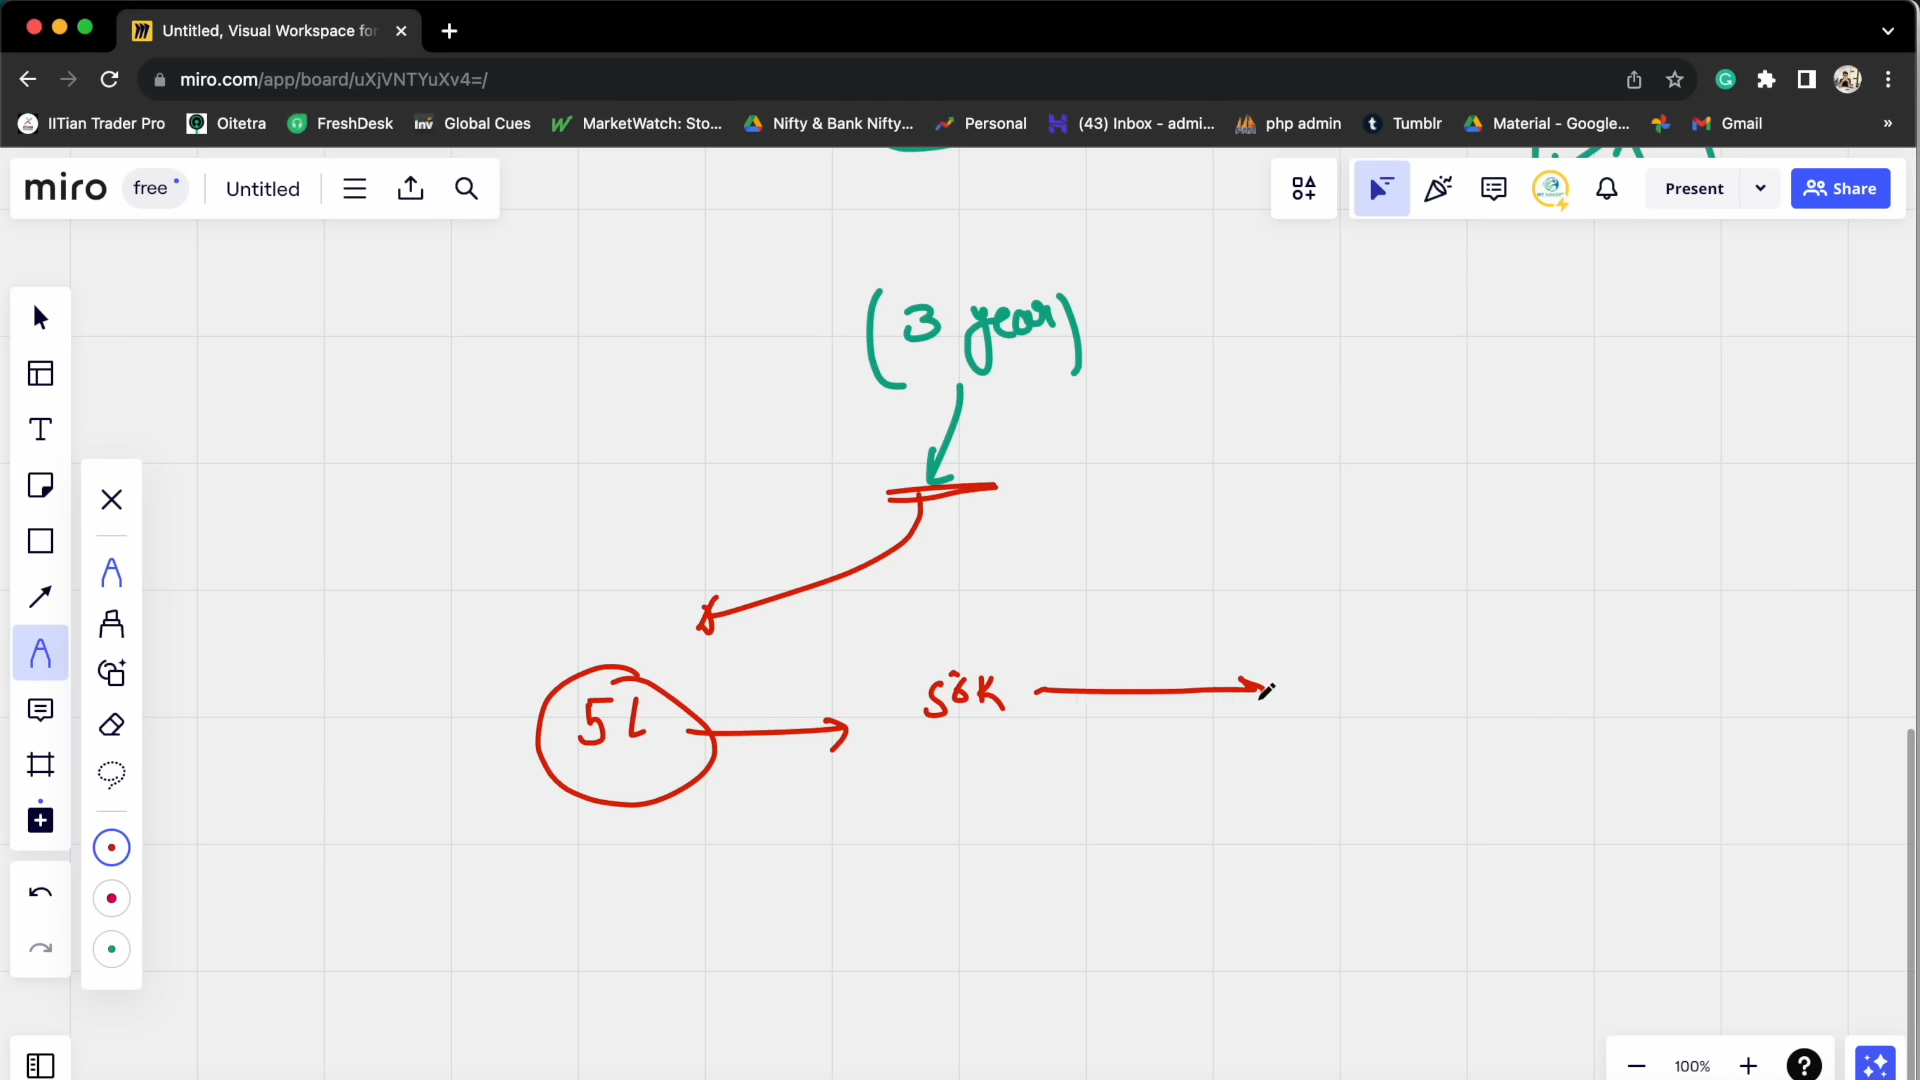 Untitled, Visual Workspace for
miro.com/app/board/uXjVNTYuXv4=/
IITian Trader Pro Oitetra FreshDesk Inv Global Cues MarketWatch: Sto... Nifty & Bank Nifty... Personal (43) Inbox - admi... php admin Tumblr Material - Google... Gmail »
miro free Untitled Present Share
(3 year)
5L
100%